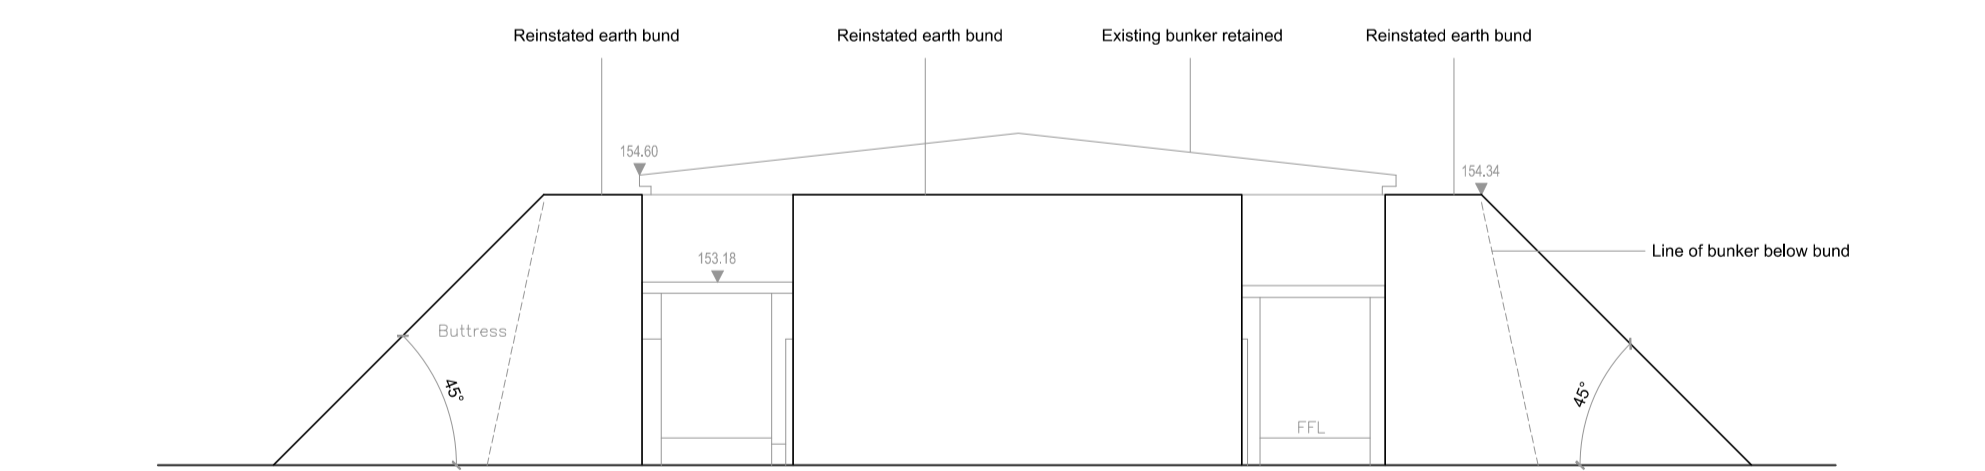 Reinstated earth bund
Reinstated earth bund
Existing bunker retained
Reinstated earth bund
154.60
154.34
153.18
Line of bunker below bund
Buttress
45°
45°
FFL